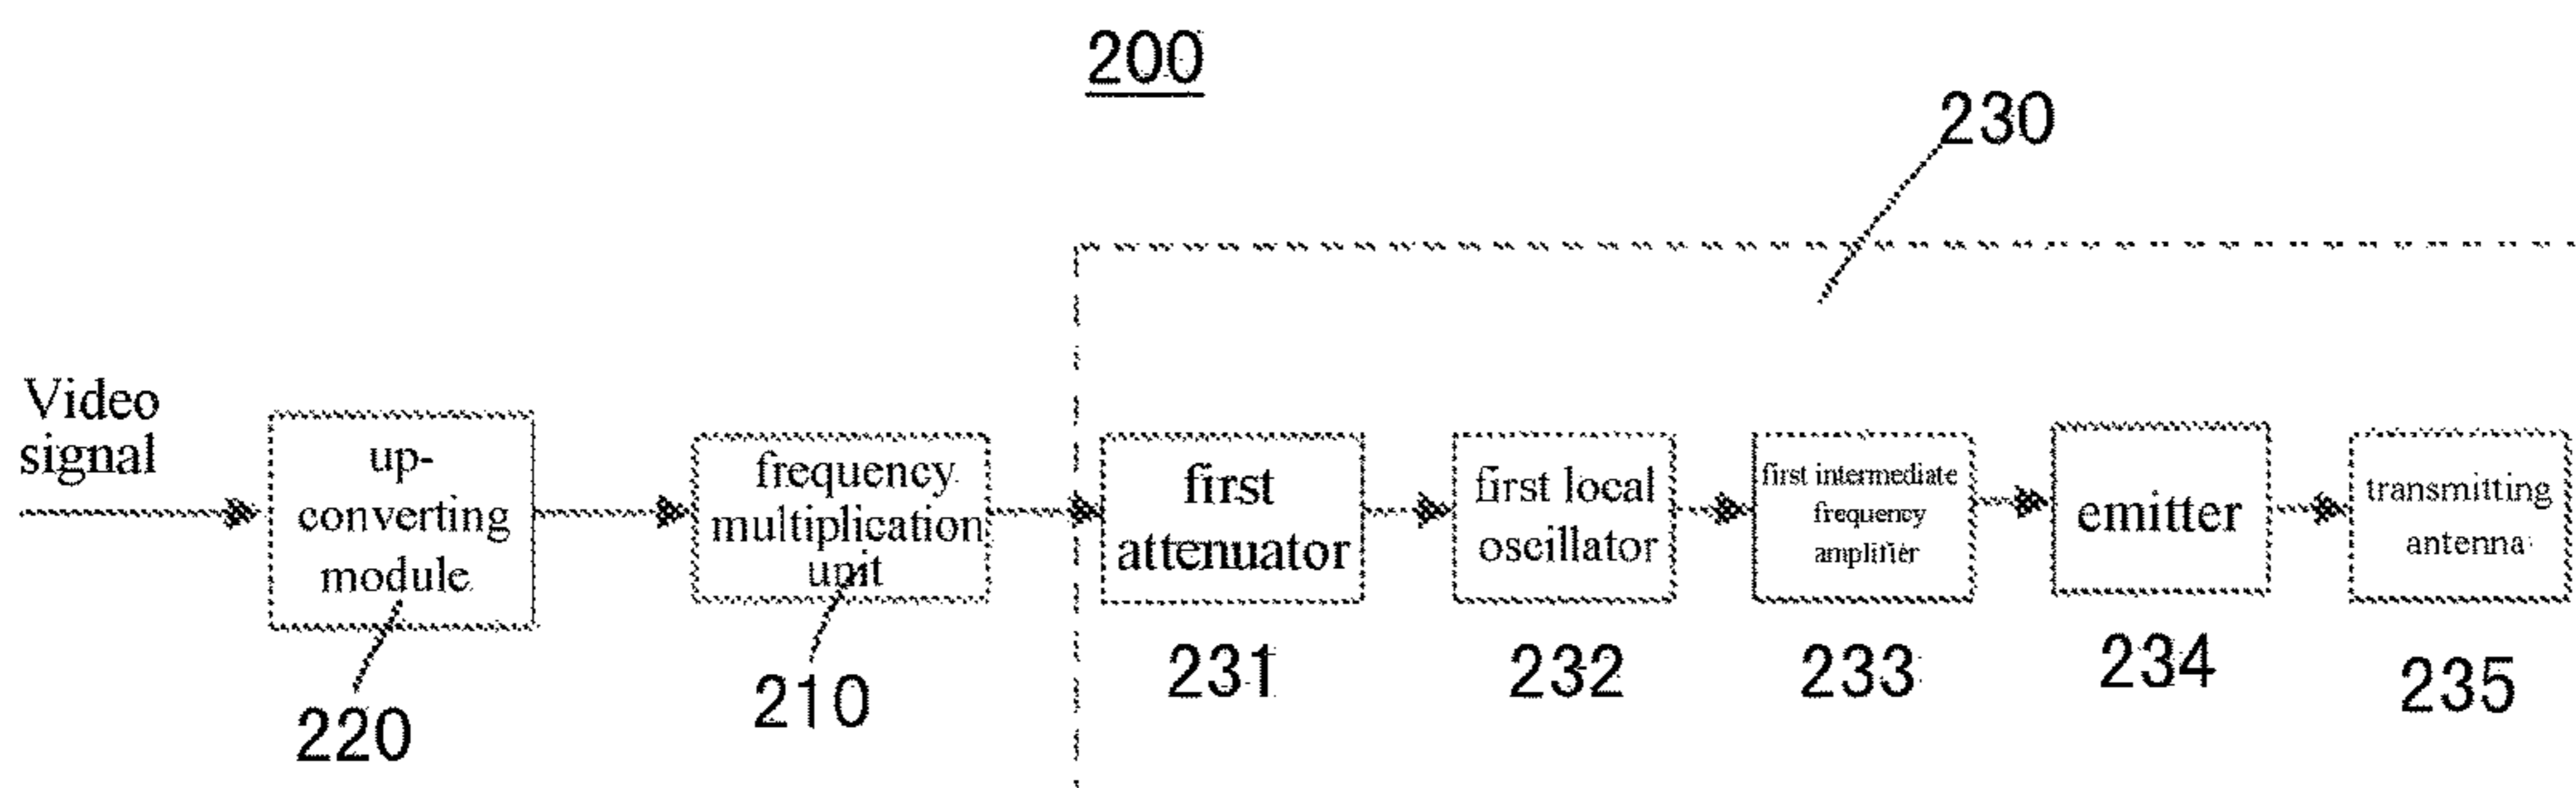 200
230
Video
signal
up-
converting
module
frequency
multiplication
unit
first
attenuator
first local
oscillator
first intermediate
frequency
amplifier
emitter
transmitting
antenna
220
210
231
232
233
234
235